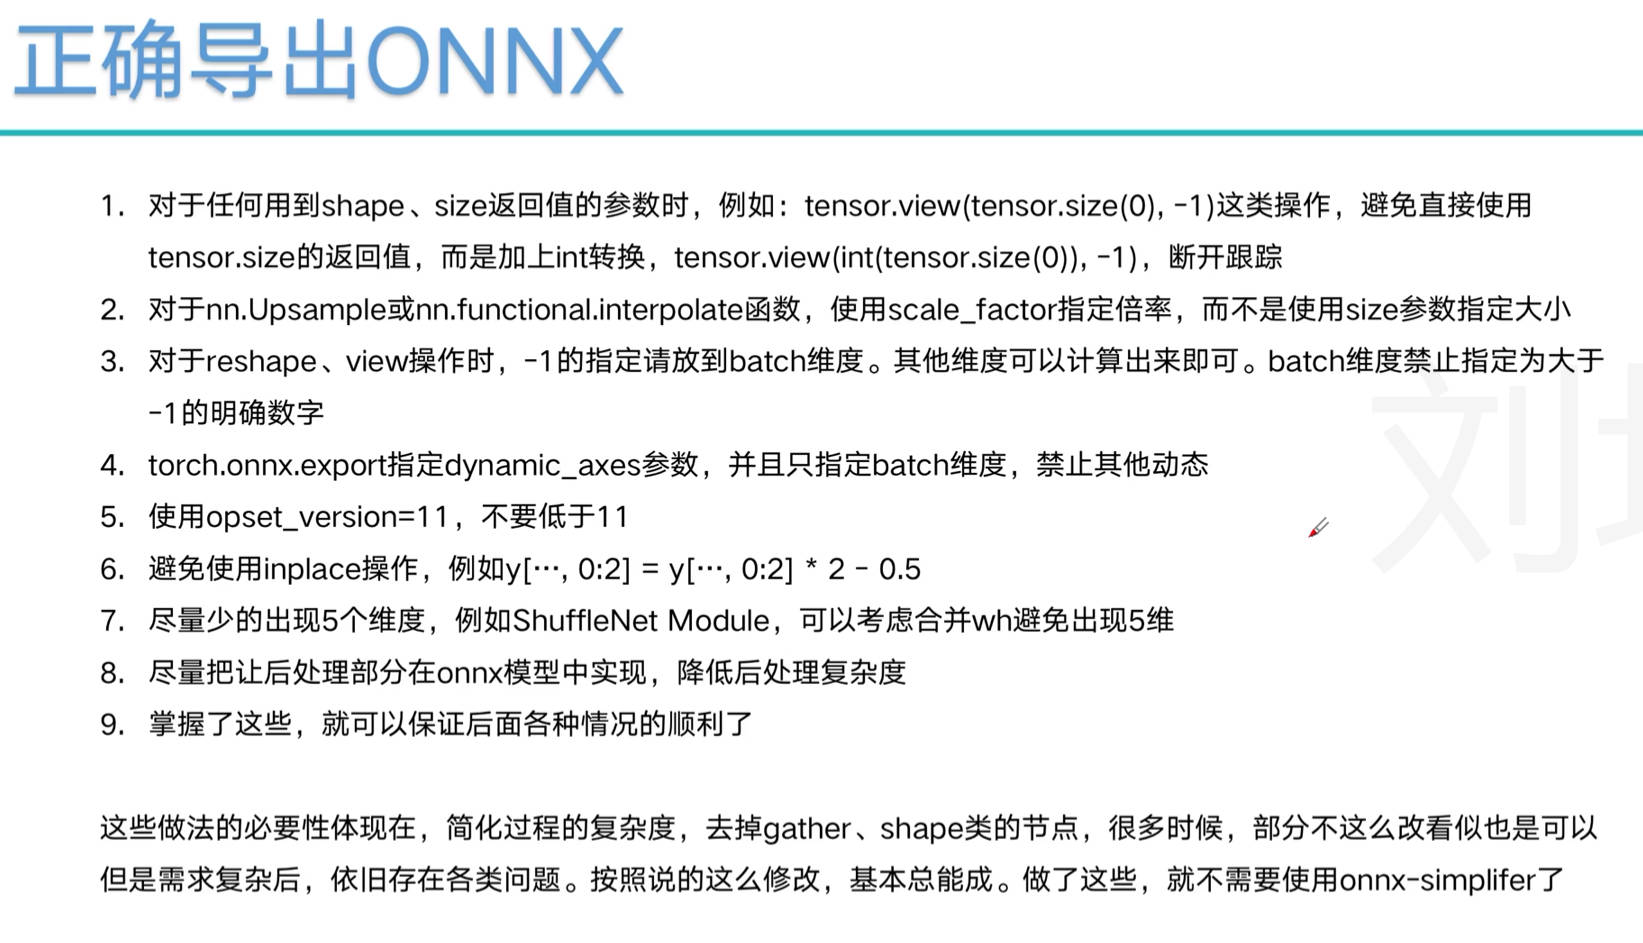 正确导出ONNX
1. 对于任何用到shape、size返回值的参数时，例如：tensor.view(tensor.size(0), -1)这类操作，避免直接使用
tensor.size的返回值，而是加上int转换，tensor.view(int(tensor.size(0)), -1)，断开跟踪
2. 对于nn.Upsample或nn.functional.interpolate函数，使用scale_factor指定倍率，而不是使用size参数指定大小
3. 对于reshape、view操作时，-1的指定请放到batch维度。其他维度可以计算出来即可。batch维度禁止指定为大于
-1的明确数字
4. torch.onnx.export指定dynamic_axes参数，并且只指定batch维度，禁止其他动态
5. 使用opset_version=11，不要低于11
6. 避免使用inplace操作，例如y[…, 0:2] = y[…, 0:2] * 2 - 0.5
7. 尽量少的出现5个维度，例如ShuffleNet Module，可以考虑合并wh避免出现5维
8. 尽量把让后处理部分在onnx模型中实现，降低后处理复杂度
9. 掌握了这些，就可以保证后面各种情况的顺利了
这些做法的必要性体现在，简化过程的复杂度，去掉gather、shape类的节点，很多时候，部分不这么改看似也是可以
但是需求复杂后，依旧存在各类问题。按照说的这么修改，基本总能成。做了这些，就不需要使用onnx-simplifer了
刘